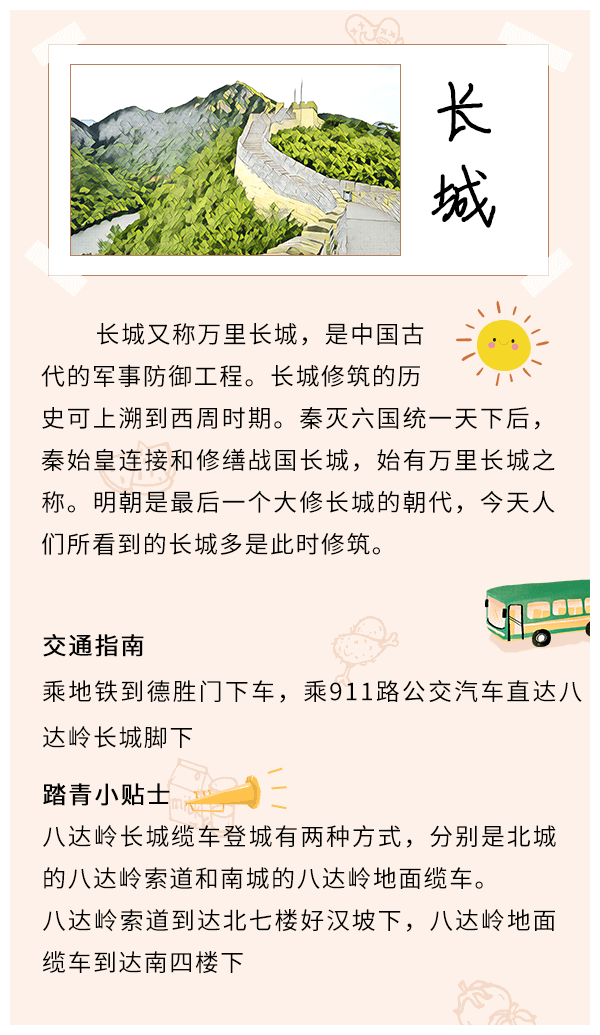 长
城
长城又称万里长城，是中国古
代的军事防御工程。长城修筑的历
史可上溯到西周时期。秦灭六国统一天下后，
秦始皇连接和修缮战国长城，始有万里长城之
称。明朝是最后一个大修长城的朝代，今天人
们所看到的长城多是此时修筑。
交通指南
乘地铁到德胜门下车，乘911路公交汽车直达八
达岭长城脚下
踏青小贴士
八达岭长城缆车登城有两种方式，分别是北城
的八达岭索道和南城的八达岭地面缆车。
八达岭索道到达北七楼好汉坡下，八达岭地面
缆车到达南四楼下